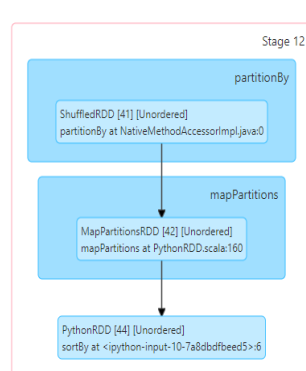 Stage 12
partitionBy
ShuffledRDD [41] [Unordered]
partitionBy at NativeMethodAccessorImpl.java:0
mapPartitions
MapPartitionsRDD [42] [Unordered]
mapPartitions at PythonRDD.scala:160
PythonRDD [44] [Unordered]
sortBy at <ipython-input-10-7a8dbdfbeed5>:6